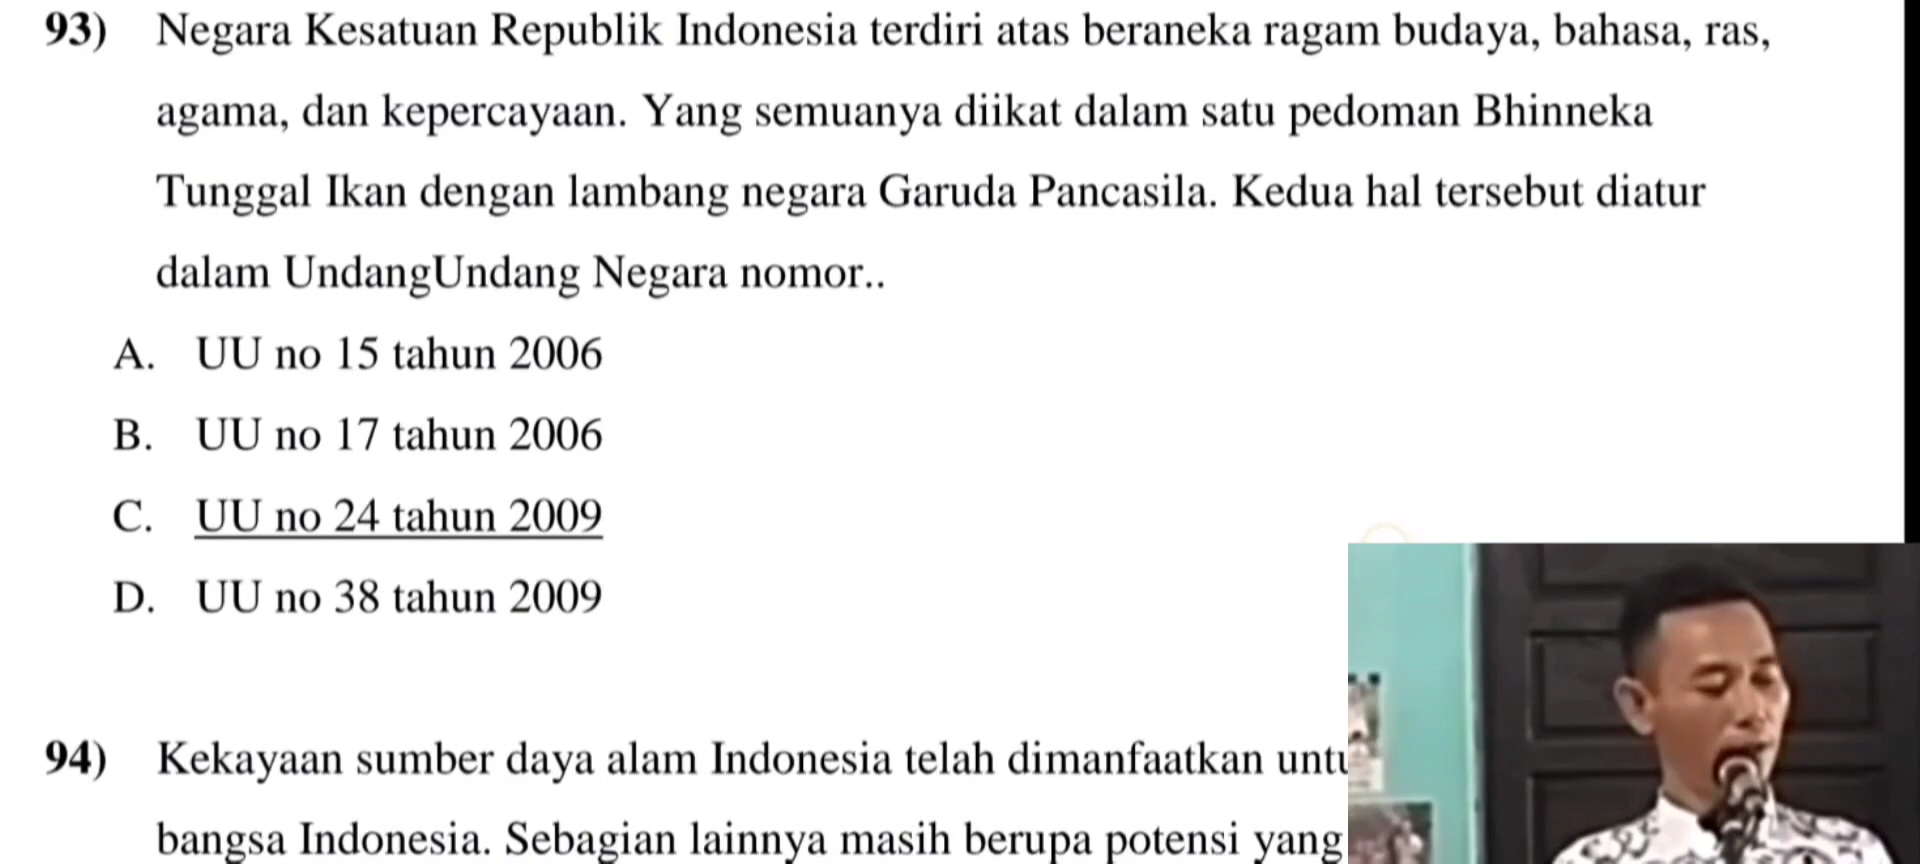 93) Negara Kesatuan Republik Indonesia terdiri atas beraneka ragam budaya, bahasa, ras,
agama, dan kepercayaan. Yang semuanya diikat dalam satu pedoman Bhinneka
Tunggal Ikan dengan lambang negara Garuda Pancasila. Kedua hal tersebut diatur
dalam UndangUndang Negara nomor..
A. UU no 15 tahun 2006
B. UU no 17 tahun 2006
C. UU no 24 tahun 2009
D. UU no 38 tahun 2009
94) Kekayaan sumber daya alam Indonesia telah dimanfaatkan
bangsa Indonesia. Sebagian lainnya masih berupa potensi yang